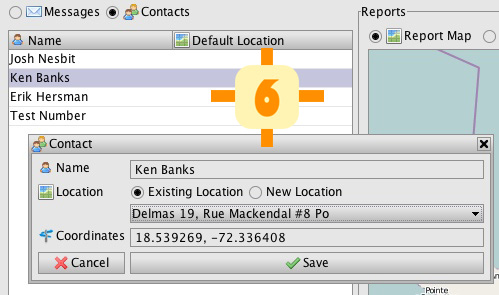 Messages Contacts Reports
Name Default Location Report Map
Josh Nesbit
Ken Banks
Erik Hersman
Test Number
6
Contact
Name Ken Banks
Location Existing Location New Location
Delmas 19, Rue Mackendal #8 Po
Coordinates 18.539269, -72.336408
Cancel Save
Pointe